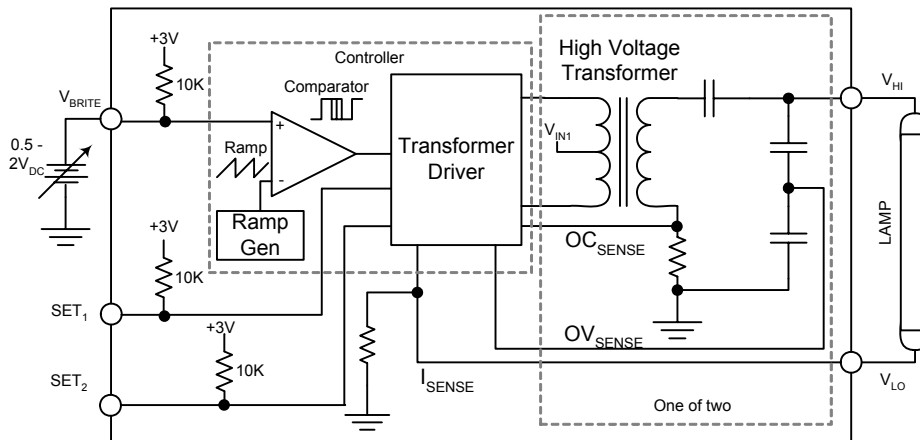 +3V
10K
V_BRITE
0.5 -
2V_DC
Controller
Comparator
+
Ramp
-
Ramp
Gen
Transformer
Driver
High Voltage
Transformer
V_IN1
V_HI
LAMP
OC_SENSE
+3V
10K
SET_1
+3V
10K
SET_2
OV_SENSE
I_SENSE
V_LO
One of two